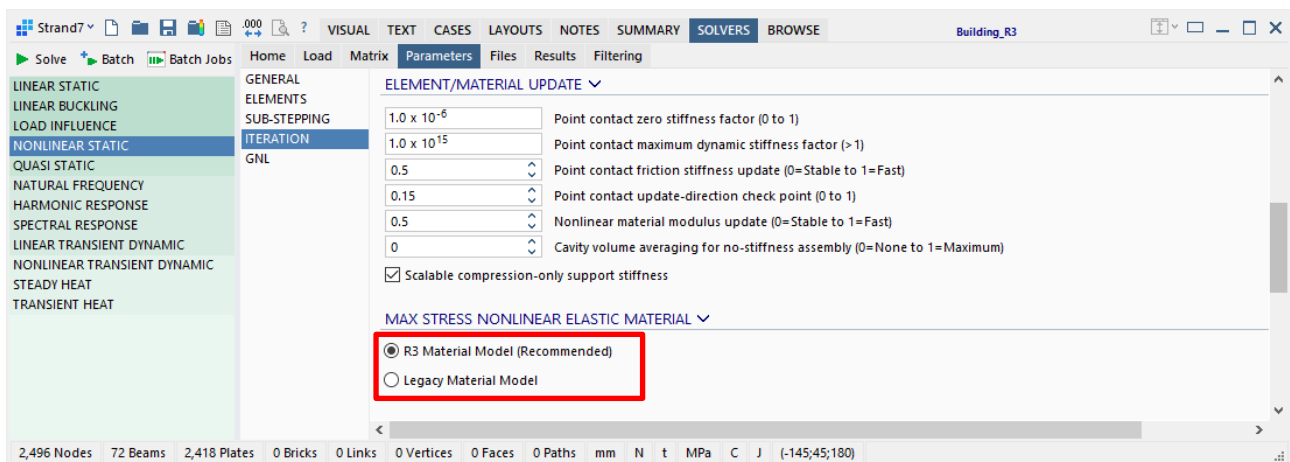 Strand7 .000 ? VISUAL TEXT CASES LAYOUTS NOTES SUMMARY SOLVERS BROWSE Building_R3
Solve Batch Batch Jobs Home Load Matrix Parameters Files Results Filtering
LINEAR STATIC
LINEAR BUCKLING
LOAD INFLUENCE
NONLINEAR STATIC
QUASI STATIC
NATURAL FREQUENCY
HARMONIC RESPONSE
SPECTRAL RESPONSE
LINEAR TRANSIENT DYNAMIC
NONLINEAR TRANSIENT DYNAMIC
STEADY HEAT
TRANSIENT HEAT
GENERAL
ELEMENTS
SUB-STEPPING
ITERATION
GNL
ELEMENT/MATERIAL UPDATE
1.0 x 10⁻⁶ Point contact zero stiffness factor (0 to 1)
1.0 x 10¹⁵ Point contact maximum dynamic stiffness factor (>1)
0.5 Point contact friction stiffness update (0=Stable to 1=Fast)
0.15 Point contact update-direction check point (0 to 1)
0.5 Nonlinear material modulus update (0=Stable to 1=Fast)
0 Cavity volume averaging for no-stiffness assembly (0=None to 1=Maximum)
Scalable compression-only support stiffness
MAX STRESS NONLINEAR ELASTIC MATERIAL
R3 Material Model (Recommended)
Legacy Material Model
2,496 Nodes 72 Beams 2,418 Plates 0 Bricks 0 Links 0 Vertices 0 Faces 0 Paths mm N t MPa C J (-145;45;180)